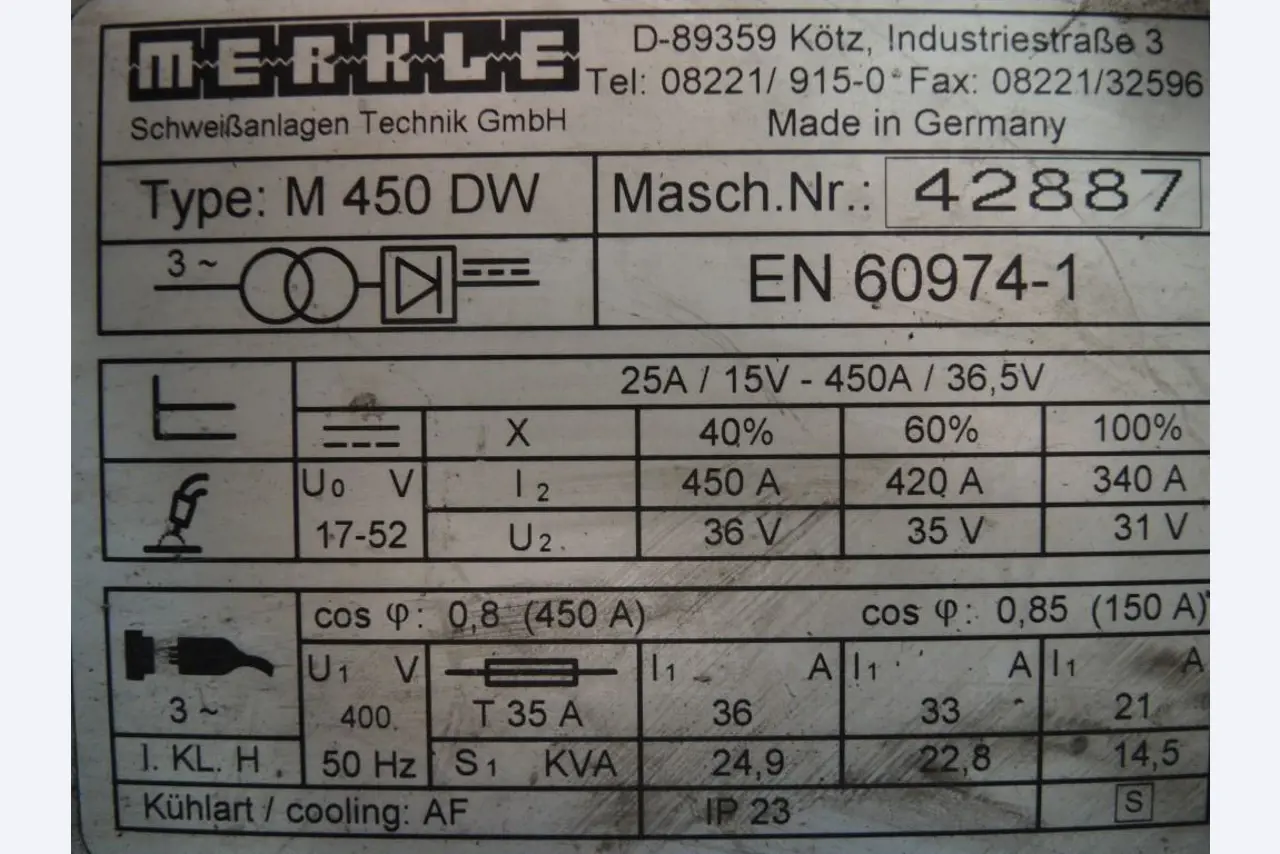 MERKLE
Schweißanlagen Technik GmbH
D-89359 Kötz, Industriestraße 3
Tel: 08221/ 915-0 Fax: 08221/32596
Made in Germany
Type: M 450 DW
Masch.Nr.: 42887
3 ~
EN 60974-1
25A / 15V - 450A / 36,5V
X 40% 60% 100%
U0 V I2 450 A 420 A 340 A
17-52 U2 36 V 35 V 31 V
cos φ: 0,8 (450 A) cos φ: 0,85 (150 A)
U1 V I1 A I1 A I1 A
3 ~ 400 T 35 A 36 33 21
I. KL. H 50 Hz S1 KVA 24,9 22,8 14,5
Kühlart / cooling: AF IP 23 S